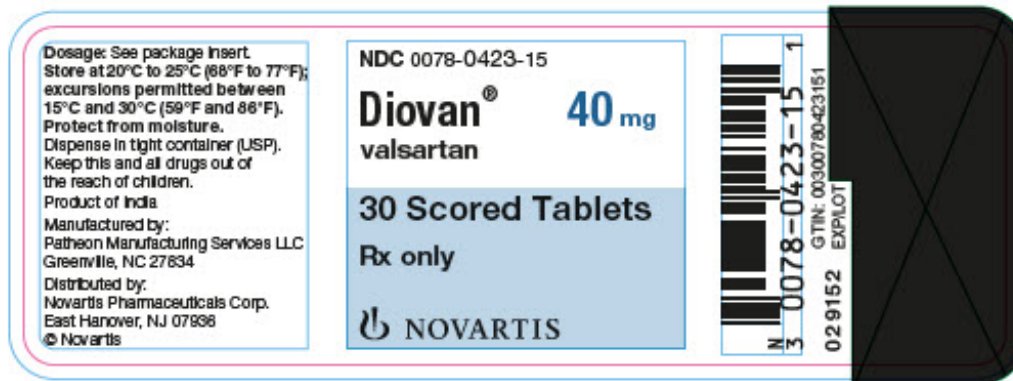 Dosage: See package insert.
Store at 20°C to 25°C (68°F to 77°F);
excursions permitted between
15°C and 30°C (59°F and 86°F).
Protect from moisture.
Dispense in tight container (USP).
Keep this and all drugs out of
the reach of children.
Product of India
Manufactured by:
Patheon Manufacturing Services LLC
Greenville, NC 27834
Distributed by:
Novartis Pharmaceuticals Corp.
East Hanover, NJ 07936
© Novartis
NDC 0078-0423-15
Diovan® 40 mg
valsartan
30 Scored Tablets
Rx only
NOVARTIS
N
3 0078-0423-15 1
GTIN: 00300780423151
EXP/LOT
029152